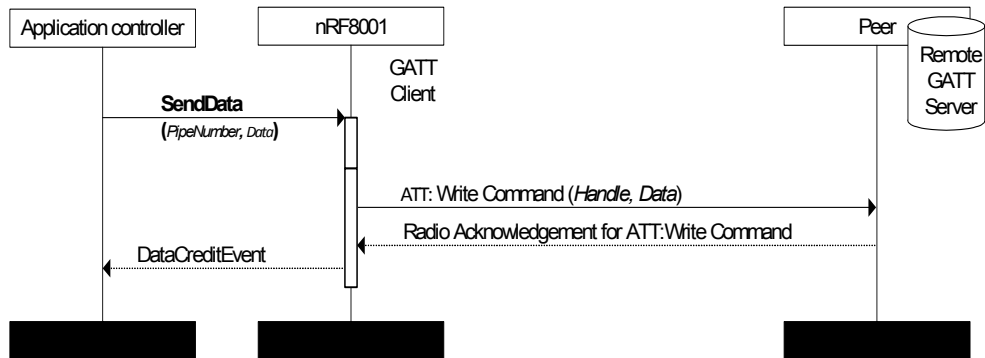 Application controller
nRF8001
Peer
Remote
GATT
Server
GATT
Client
SendData
(PipeNumber, Data)
ATT: Write Command (Handle, Data)
Radio Acknowledgement for ATT:Write Command
DataCreditEvent